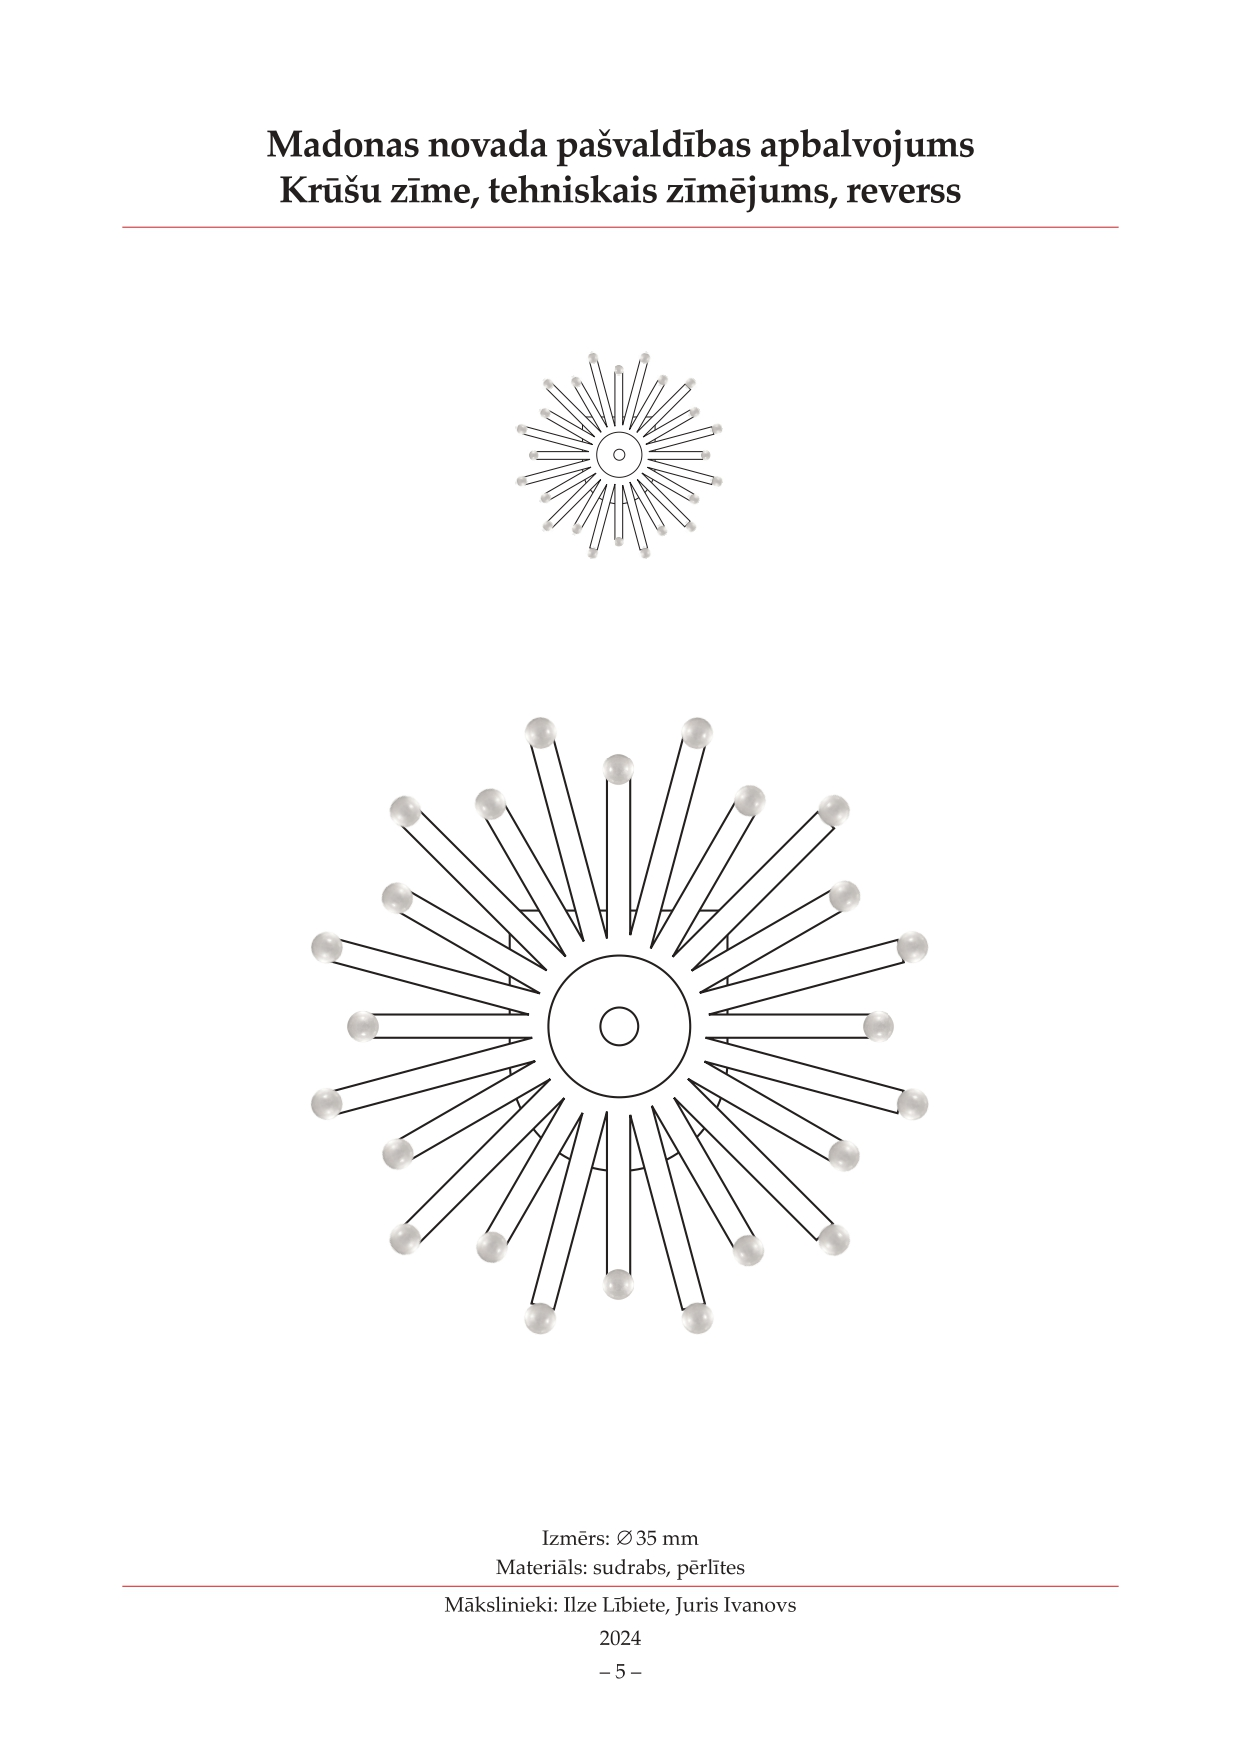 Madonas novada pašvaldības apbalvojums
Krūšu zīme, tehniskais zīmējums, reverss
Izmērs: ∅ 35 mm
Materiāls: sudrabs, pērlītes
Mākslinieki: Ilze Lībiete, Juris Ivanovs
2024
– 5 –